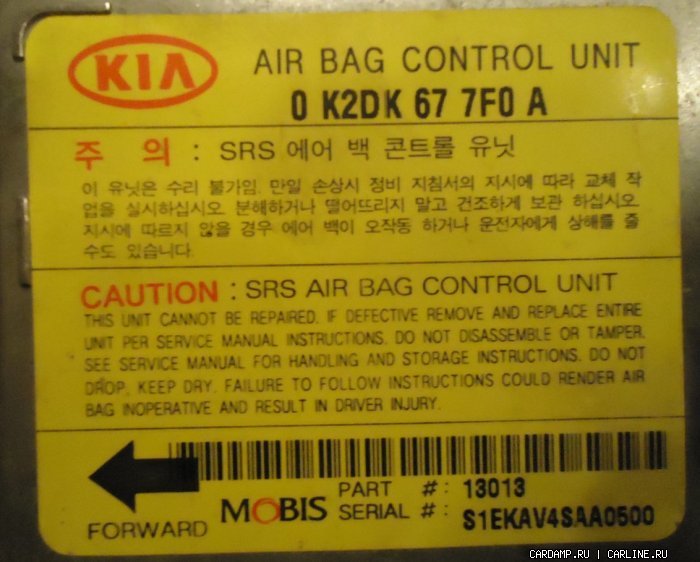 KIA AIR BAG CONTROL UNIT
0 K2DK 67 7F0 A
주 의 : SRS 에어 백 콘트롤 유닛
이 유닛은 수리 불가임. 만일 손상시 정비 지침서의 지시에 따라 교체 작
업을 실시하십시오. 분해하거나 떨어뜨리지 말고 건조하게 보관 하십시오.
지시에 따르지 않을 경우 에어 백이 오작동 하거나 운전자에게 상해를 줄
수도 있습니다.
CAUTION : SRS AIR BAG CONTROL UNIT
THIS UNIT CANNOT BE REPAIRED. IF DEFECTIVE REMOVE AND REPLACE ENTIRE
UNIT PER SERVICE MANUAL INSTRUCTIONS. DO NOT DISASSEMBLE OR TAMPER.
SEE SERVICE MANUAL FOR HANDLING AND STORAGE INSTRUCTIONS. DO NOT
DROP, KEEP DRY. FAILURE TO FOLLOW INSTRUCTIONS COULD RENDER AIR
BAG INOPERATIVE AND RESULT IN DRIVER INJURY.
FORWARD
MOBIS
PART #: 13013
SERIAL #: S1EKAV4SAA0500
CARDAMP.RU | CARLINE.RU